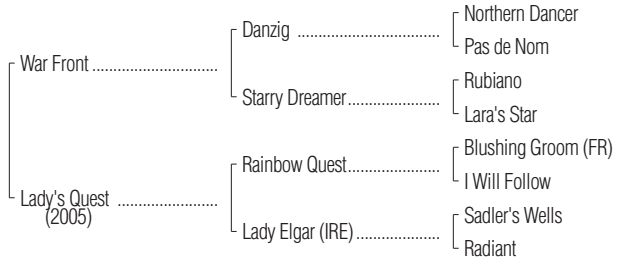 Northern Dancer
Danzig ..................................
Pas de Nom
War Front ..............................
Rubiano
Starry Dreamer......................
Lara's Star
Blushing Groom (FR)
Rainbow Quest......................
I Will Follow
Lady's Quest ........................
(2005)
Sadler's Wells
Lady Elgar (IRE)....................
Radiant